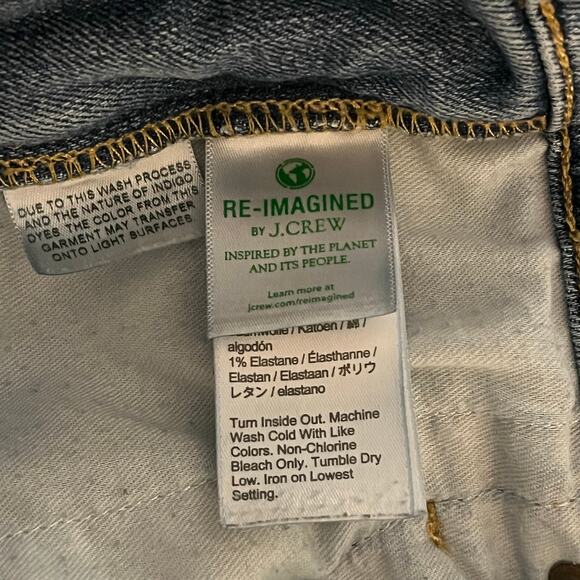 DUE TO THIS WASH PROCESS
AND THE NATURE OF INDIGO
DYES THE COLOR FROM THIS
GARMENT MAY TRANSFER
ONTO LIGHT SURFACES.
RE-IMAGINED
BY J.CREW
INSPIRED BY THE PLANET
AND ITS PEOPLE.
Learn more at
jcrew.com/reimagined
/ Katoen / 綿 /
algodón
1% Elastane / Élasthanne /
Elastan / Elastaan / ポリウ
レタン / elastano
Turn Inside Out. Machine
Wash Cold With Like
Colors. Non-Chlorine
Bleach Only. Tumble Dry
Low. Iron on Lowest
Setting.